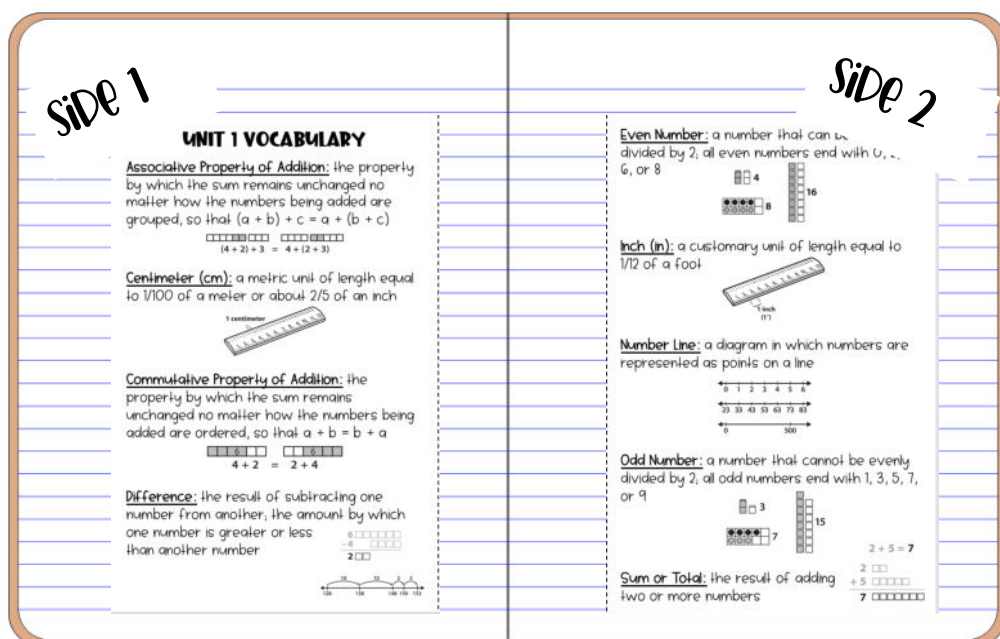 SiDe 1
UNIT 1 VOCABULARY
Associative Property of Addition: the property
by which the sum remains unchanged no
matter how the numbers being added are
grouped, so that (a + b) + c = a + (b + c)
(4 + 2) + 3 = 4 + (2 + 3)
Centimeter (cm): a metric unit of length equal
to 1/100 of a meter or about 2/5 of an inch
1 centimeter
Commutative Property of Addition: the
property by which the sum remains
unchanged no matter how the numbers being
added are ordered, so that a + b = b + a
6 6
4 + 2 = 2 + 4
Difference: the result of subtracting one
number from another; the amount by which
one number is greater or less
than another number
6
-4
2
SiDe 2
Even Number: a number that can
divided by 2; all even numbers end with 0,
6, or 8
4
16
8
Inch (in): a customary unit of length equal to
1/12 of a foot
1 inch
(1")
Number Line: a diagram in which numbers are
represented as points on a line
0 1 2 3 4 5 6
23 33 43 53 63 73 83
0 500
Odd Number: a number that cannot be evenly
divided by 2; all odd numbers end with 1, 3, 5, 7,
or 9
3
15
7
2 + 5 = 7
Sum or Total: the result of adding
two or more numbers
2
+ 5
7